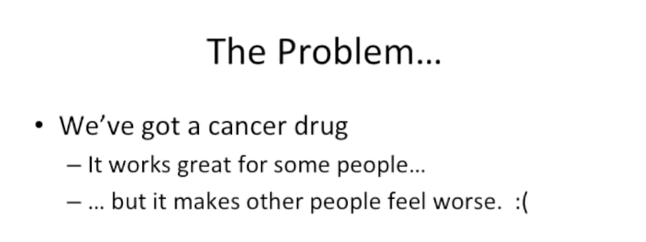 The Problem...
• We've got a cancer drug
– It works great for some people...
– ... but it makes other people feel worse.  :(